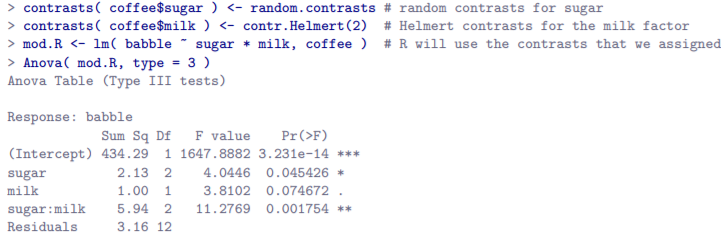 > contrasts( coffee$sugar ) <- random.contrasts # random contrasts for sugar
> contrasts( coffee$milk ) <- contr.Helmert(2) # Helmert contrasts for the milk factor
> mod.R <- lm( babble ~ sugar * milk, coffee ) # R will use the contrasts that we assigned
> Anova( mod.R, type = 3 )
Anova Table (Type III tests)

Response: babble
            Sum Sq Df   F value    Pr(>F)
(Intercept) 434.29  1 1647.8882 3.231e-14 ***
sugar         2.13  2    4.0446  0.045426 *
milk          1.00  1    3.8102  0.074672 .
sugar:milk    5.94  2   11.2769  0.001754 **
Residuals     3.16 12